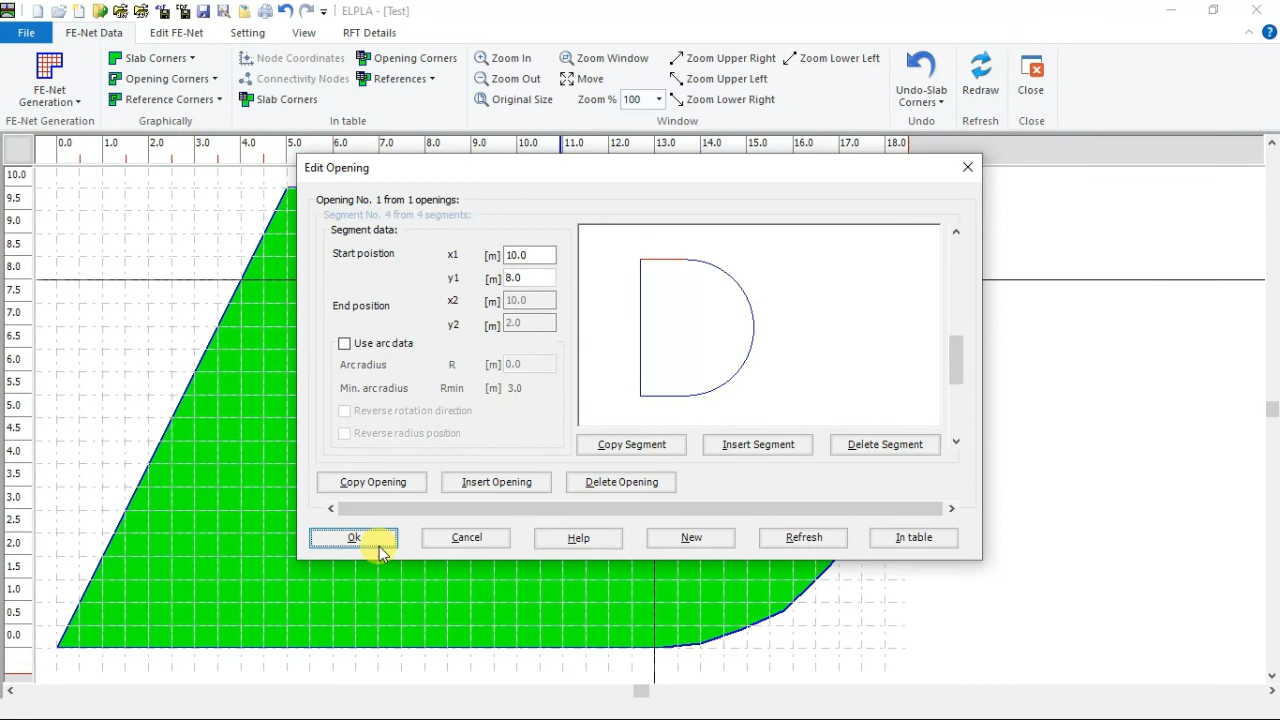 ELPLA - [Test]
File FE-Net Data Edit FE-Net Setting View RFT Details
Slab Corners Node Coordinates Opening Corners Zoom In Zoom Window Zoom Upper Right Zoom Lower Left
Opening Corners Connectivity Nodes References Zoom Out Move Zoom Upper Left
FE-Net Generation Undo-Slab Corners Redraw Close
Reference Corners Slab Corners Original Size Zoom % 100 Zoom Lower Right
FE-Net Generation Graphically In table Window Undo Refresh Close
0.0 1.0 2.0 3.0 4.0 5.0 6.0 7.0 8.0 9.0 10.0 11.0 12.0 13.0 14.0 15.0 16.0 17.0 18.0
10.0
9.5
9.0
8.5
8.0
7.5
7.0
6.5
6.0
5.5
5.0
4.5
4.0
3.5
3.0
2.5
2.0
1.5
1.0
0.5
0.0
Edit Opening
Opening No. 1 from 1 openings:
Segment No. 4 from 4 segments:
Segment data:
Start poistion x1 [m] 10.0
y1 [m] 8.0
End position x2 [m] 10.0
y2 [m] 2.0
Use arc data
Arc radius R [m] 0.0
Min. arc radius Rmin [m] 3.0
Reverse rotation direction
Reverse radius position
Copy Segment Insert Segment Delete Segment
Copy Opening Insert Opening Delete Opening
Ok Cancel Help New Refresh In table